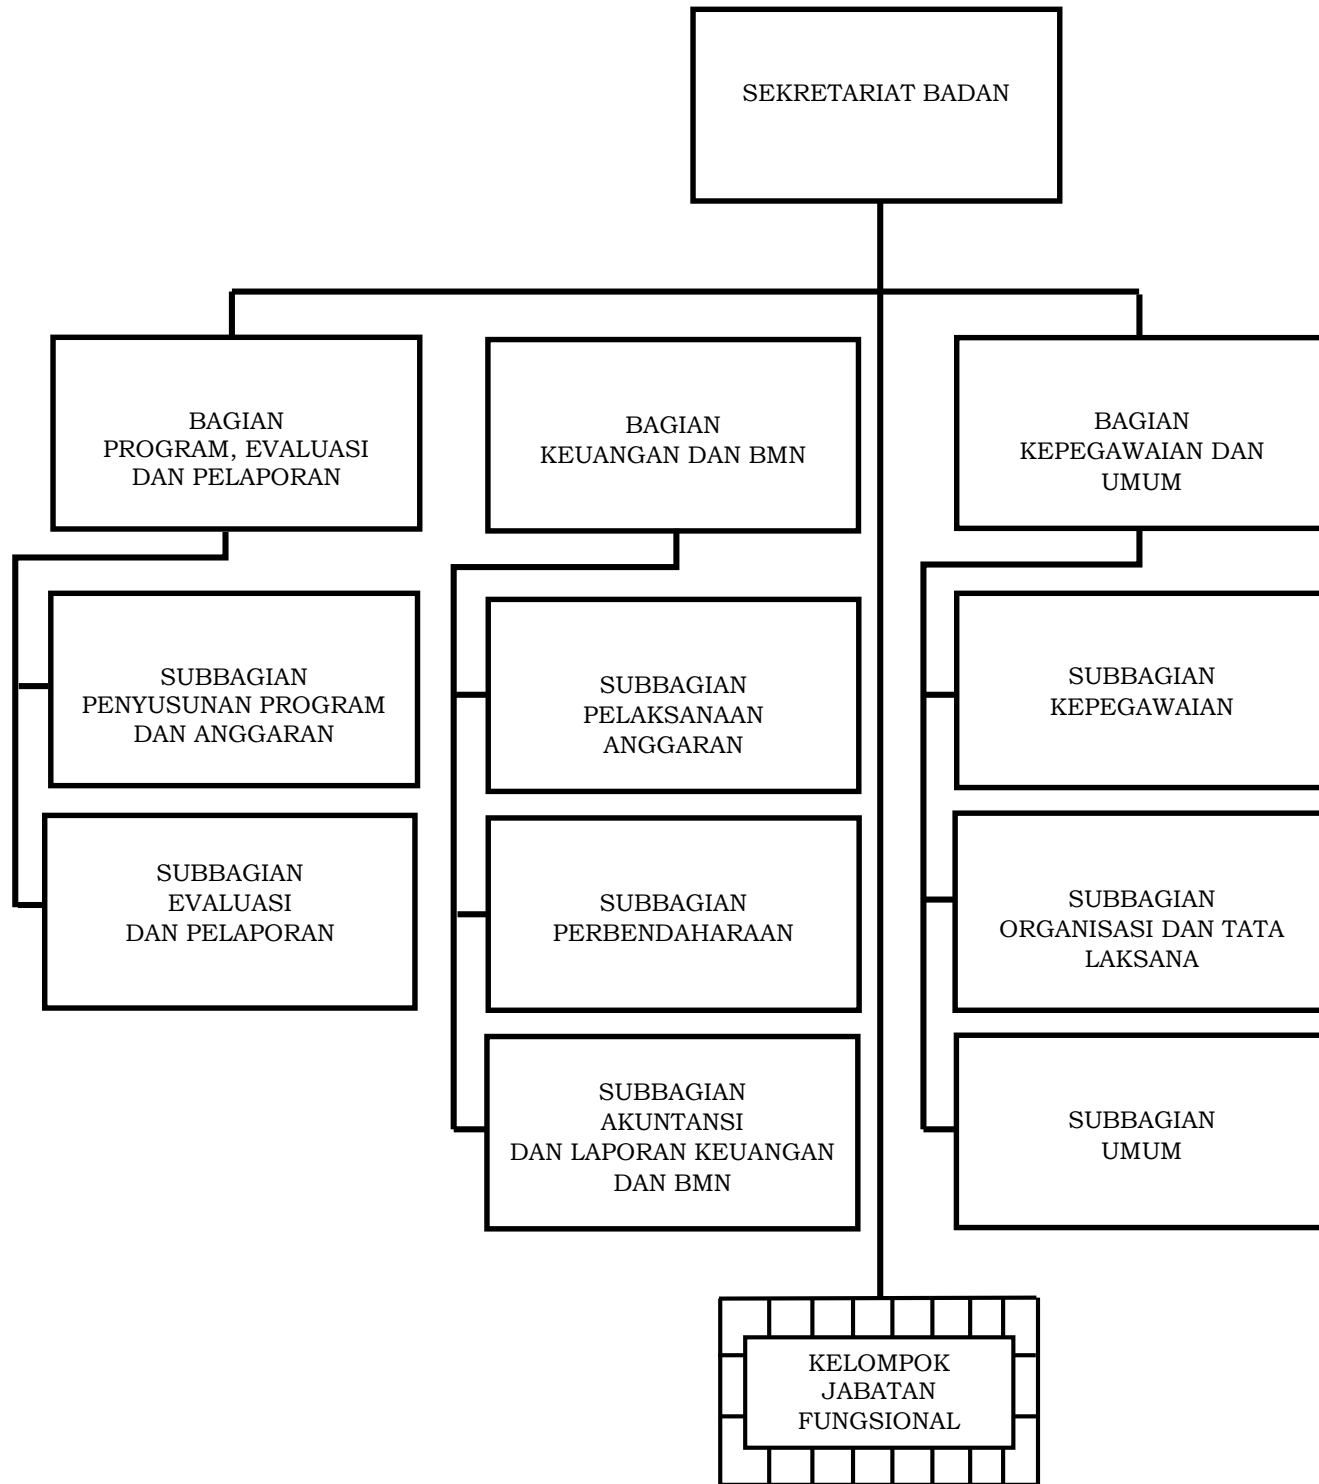 SEKRETARIAT BADAN
BAGIAN
PROGRAM, EVALUASI
DAN PELAPORAN
BAGIAN
KEUANGAN DAN BMN
BAGIAN
KEPEGAWAIAN DAN
UMUM
SUBBAGIAN
PENYUSUNAN PROGRAM
DAN ANGGARAN
SUBBAGIAN
PELAKSANAAN
ANGGARAN
SUBBAGIAN
KEPEGAWAIAN
SUBBAGIAN
EVALUASI
DAN PELAPORAN
SUBBAGIAN
PERBENDAHARAAN
SUBBAGIAN
ORGANISASI DAN TATA
LAKSANA
SUBBAGIAN
AKUNTANSI
DAN LAPORAN KEUANGAN
DAN BMN
SUBBAGIAN
UMUM
KELOMPOK
JABATAN
FUNGSIONAL